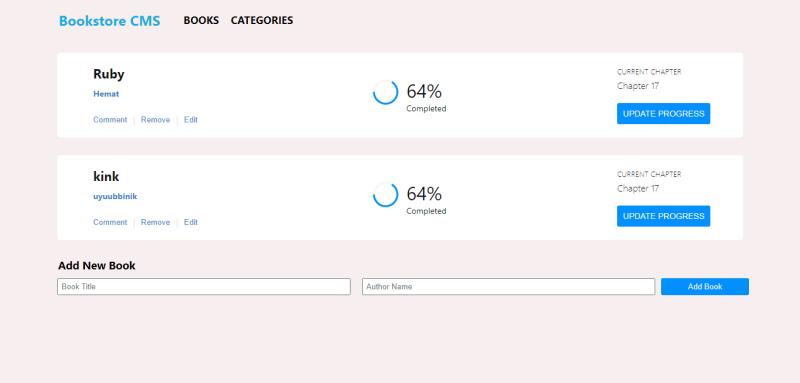 Bookstore CMS BOOKS CATEGORIES
Ruby
Hemat
Comment Remove Edit
64%
Completed
CURRENT CHAPTER
Chapter 17
UPDATE PROGRESS
kink
uyuubbinik
Comment Remove Edit
64%
Completed
CURRENT CHAPTER
Chapter 17
UPDATE PROGRESS
Add New Book
Book Title Author Name Add Book